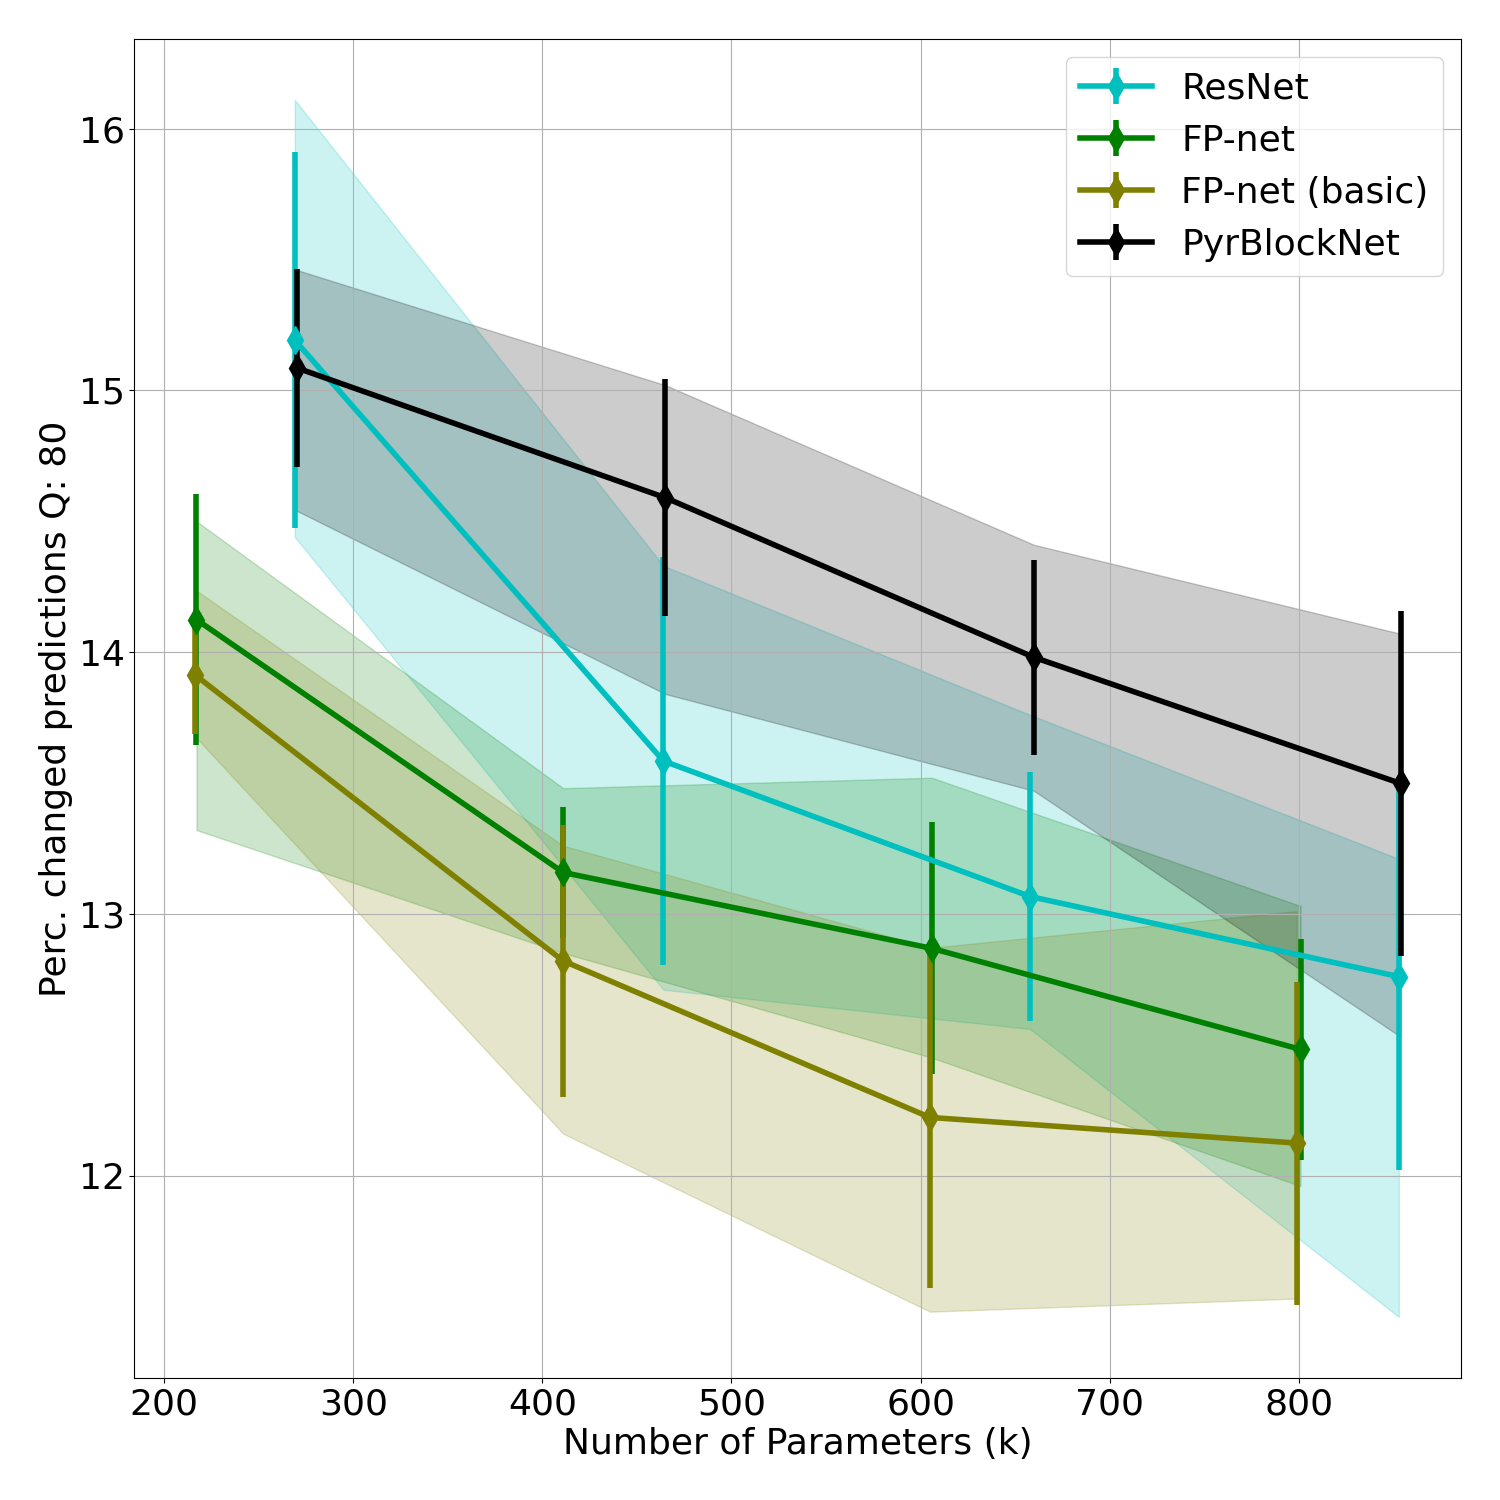 ResNet
FP-net
FP-net (basic)
PyrBlockNet
Perc. changed predictions Q: 80
16
15
14
13
12
200 300 400 500 600 700 800
Number of Parameters (k)